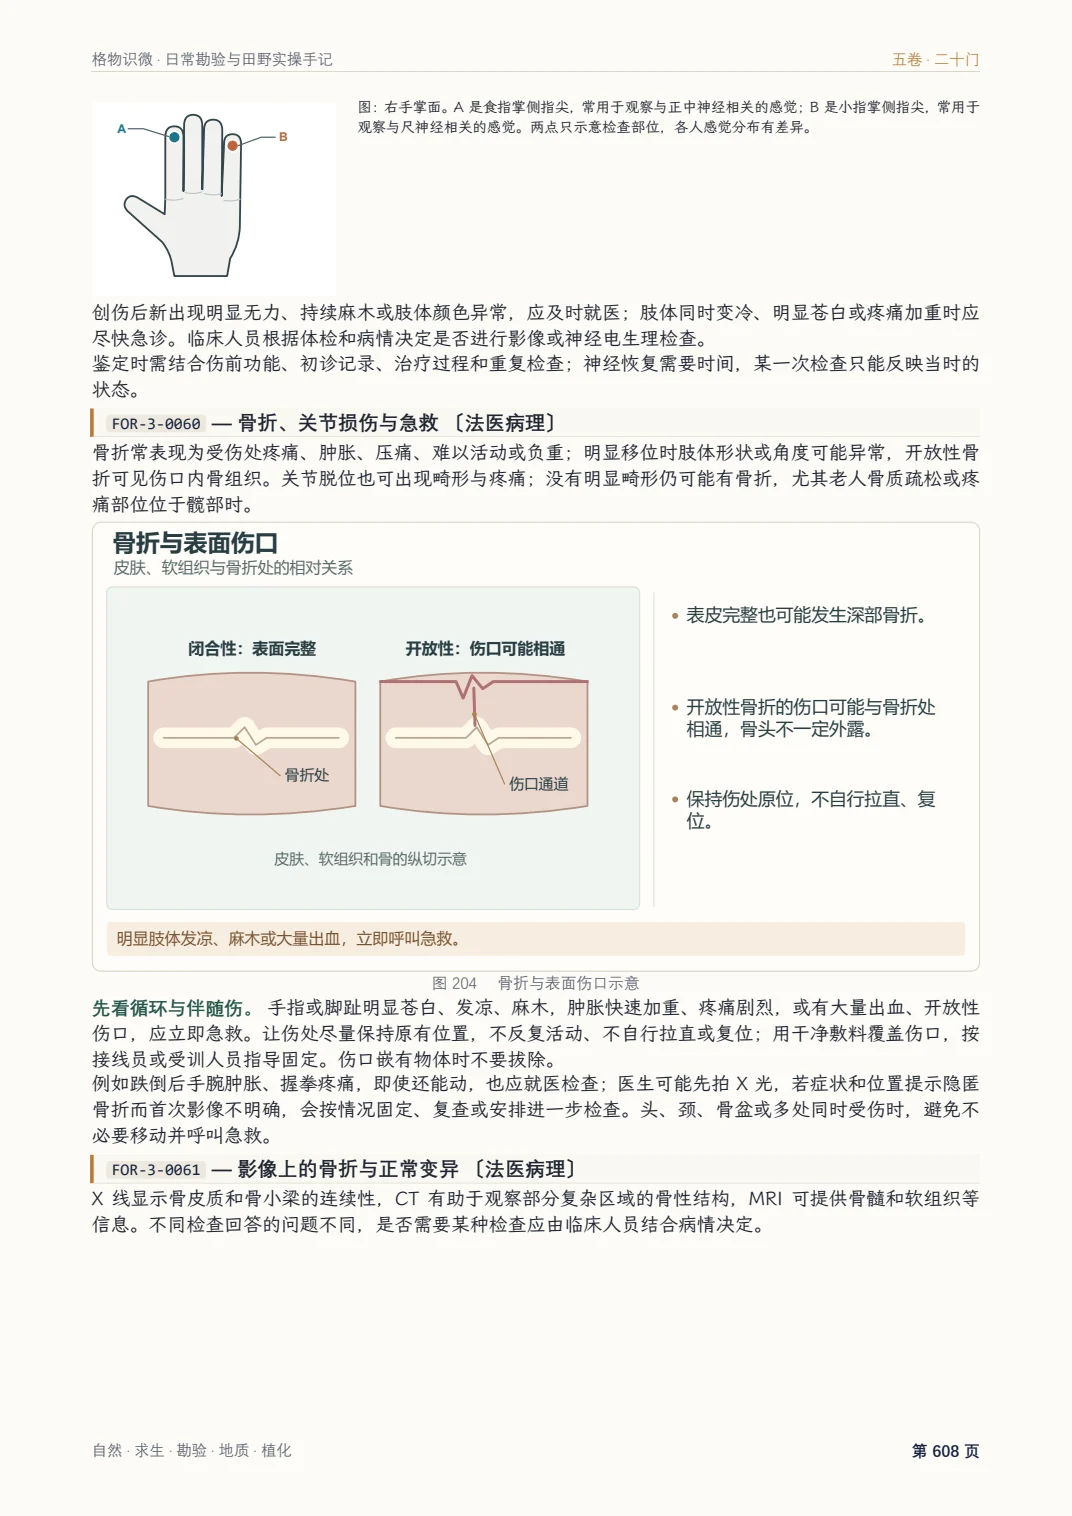 格物识微 · 日常勘验与田野实操手记
五卷 · 二十门
A
B
图：右手掌面。A 是食指掌侧指尖，常用于观察与正中神经相关的感觉；B 是小指掌侧指尖，常用于
观察与尺神经相关的感觉。两点只示意检查部位，各人感觉分布有差异。
创伤后新出现明显无力、持续麻木或肢体颜色异常，应及时就医；肢体同时变冷、明显苍白或疼痛加重时应
尽快急诊。临床人员根据体检和病情决定是否进行影像或神经电生理检查。
鉴定时需结合伤前功能、初诊记录、治疗过程和重复检查；神经恢复需要时间，某一次检查只能反映当时的
状态。
FOR-3-0060 — 骨折、关节损伤与急救 〔法医病理〕
骨折常表现为受伤处疼痛、肿胀、压痛、难以活动或负重；明显移位时肢体形状或角度可能异常，开放性骨
折可见伤口内骨组织。关节脱位也可出现畸形与疼痛；没有明显畸形仍可能有骨折，尤其老人骨质疏松或疼
痛部位位于髋部时。
骨折与表面伤口
皮肤、软组织与骨折处的相对关系
闭合性：表面完整
开放性：伤口可能相通
骨折处
伤口通道
皮肤、软组织和骨的纵切示意
• 表皮完整也可能发生深部骨折。
• 开放性骨折的伤口可能与骨折处
相通，骨头不一定外露。
• 保持伤处原位，不自行拉直、复
位。
明显肢体发凉、麻木或大量出血，立即呼叫急救。
图 204 骨折与表面伤口示意
先看循环与伴随伤。 手指或脚趾明显苍白、发凉、麻木，肿胀快速加重、疼痛剧烈，或有大量出血、开放性
伤口，应立即急救。让伤处尽量保持原有位置，不反复活动、不自行拉直或复位；用干净敷料覆盖伤口，按
接线员或受训人员指导固定。伤口嵌有物体时不要拔除。
例如跌倒后手腕肿胀、握拳疼痛，即使还能动，也应就医检查；医生可能先拍 X 光，若症状和位置提示隐匿
骨折而首次影像不明确，会按情况固定、复查或安排进一步检查。头、颈、骨盆或多处同时受伤时，避免不
必要移动并呼叫急救。
FOR-3-0061 — 影像上的骨折与正常变异 〔法医病理〕
X 线显示骨皮质和骨小梁的连续性，CT 有助于观察部分复杂区域的骨性结构，MRI 可提供骨髓和软组织等
信息。不同检查回答的问题不同，是否需要某种检查应由临床人员结合病情决定。
自然 · 求生 · 勘验 · 地质 · 植化
第 608 页